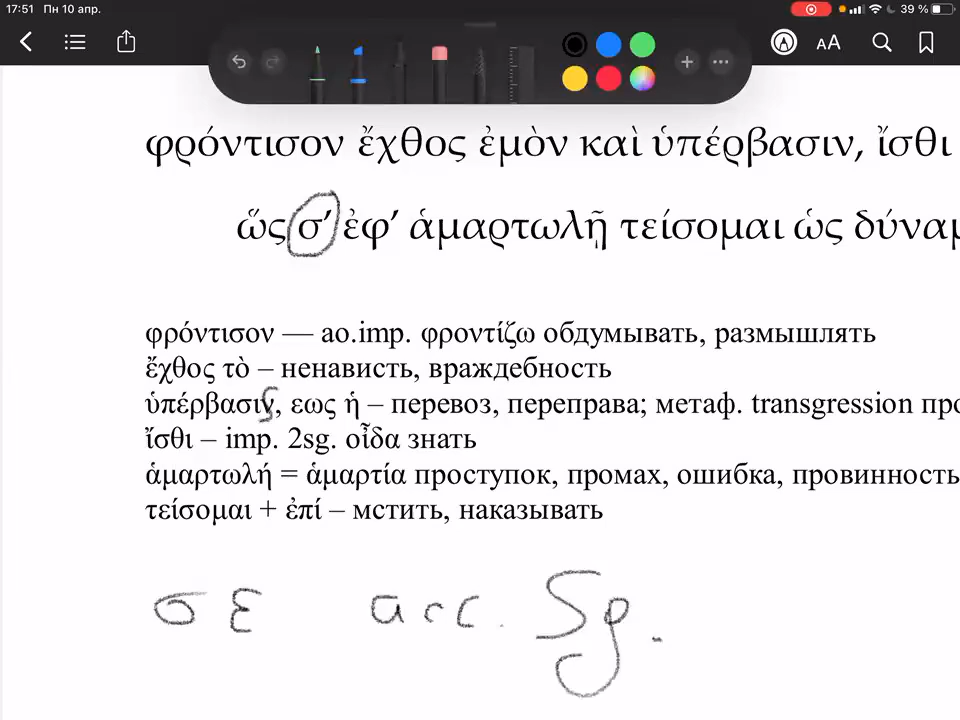 17:51 Пн 10 апр. 39 %
AA
φρόντισον ἔχθος ἐμὸν καὶ ὑπέρβασιν, ἴσθι
ὥς σ’ ἐφ’ ἁμαρτωλῇ τείσομαι ὡς δύναμ
φρόντισον — ао.imp. φροντίζω обдумывать, размышлять
ἔχθος τὸ – ненависть, враждебность
ὑπέρβασις, εως ἡ – перевоз, переправа; метаф. transgression про
ἴσθι – imp. 2sg. οἶδα знать
ἁμαρτωλή = ἁμαρτία проступок, промах, ошибка, провинность
τείσομαι + ἐπί – мстить, наказывать
σε acc. Sg.